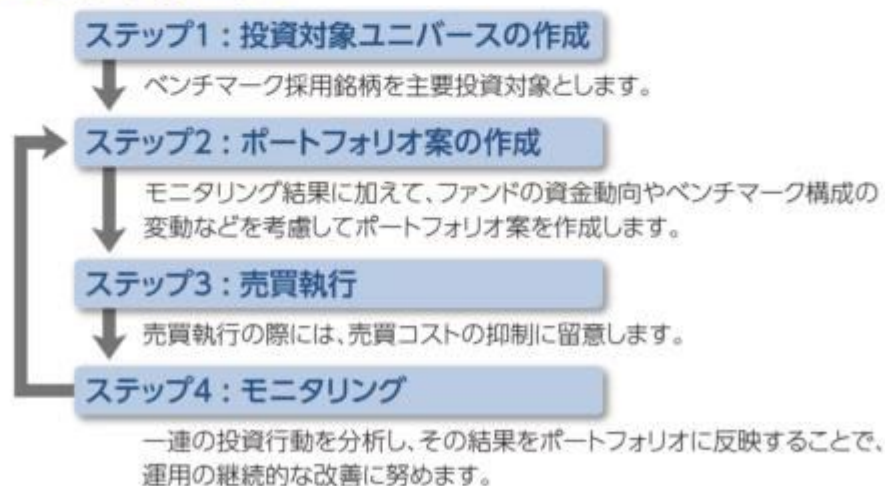 ステップ1：投資対象ユニバースの作成
ベンチマーク採用銘柄を主要投資対象とします。
ステップ2：ポートフォリオ案の作成
モニタリング結果に加えて、ファンドの資金動向やベンチマーク構成の
変動などを考慮してポートフォリオ案を作成します。
ステップ3：売買執行
売買執行の際には、売買コストの抑制に留意します。
ステップ4：モニタリング
一連の投資行動を分析し、その結果をポートフォリオに反映することで、
運用の継続的な改善に努めます。